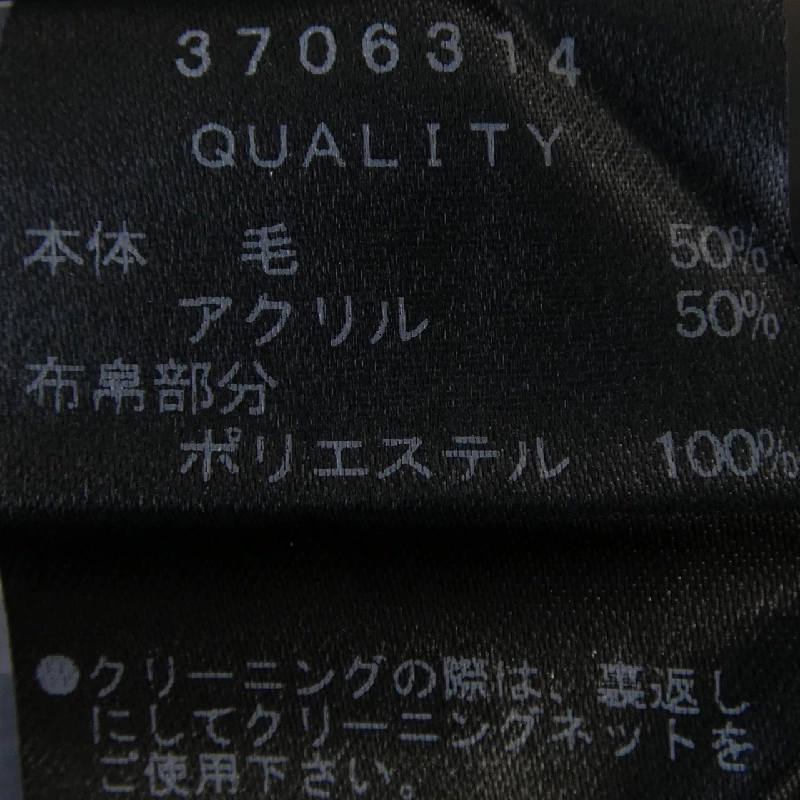 3706314
QUALITY
本体 毛 50%
アクリル 50%
布帛部分
ポリエステル 100%
●クリーニングの際は、裏返し
にしてクリーニングネットを
ご使用下さい。